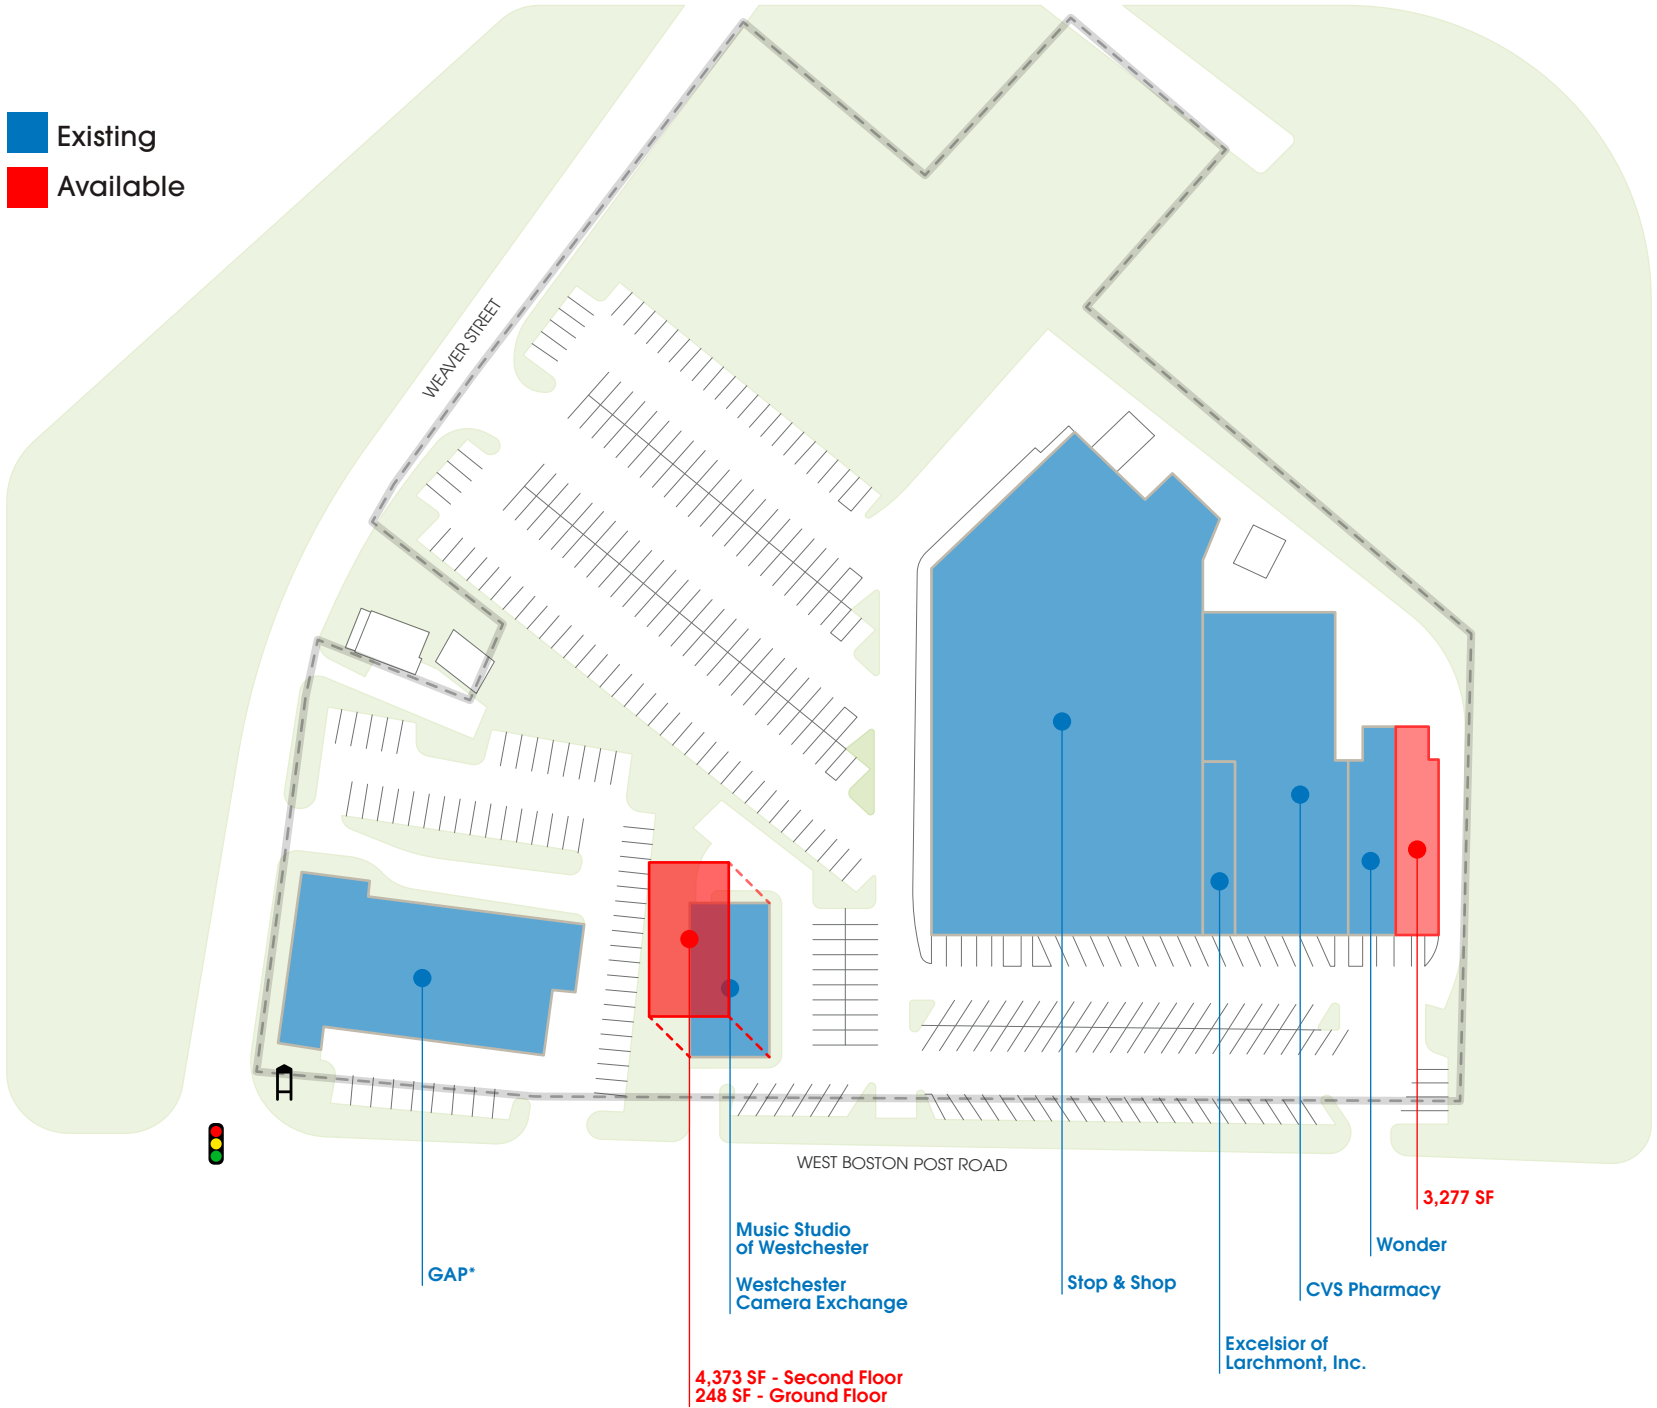 Existing
Available
WEAVER STREET
WEST BOSTON POST ROAD
3,277 SF
Music Studio
of Westchester
Westchester
Camera Exchange
Wonder
GAP*
Stop & Shop
CVS Pharmacy
Excelsior of
Larchmont, Inc.
4,373 SF - Second Floor
248 SF - Ground Floor